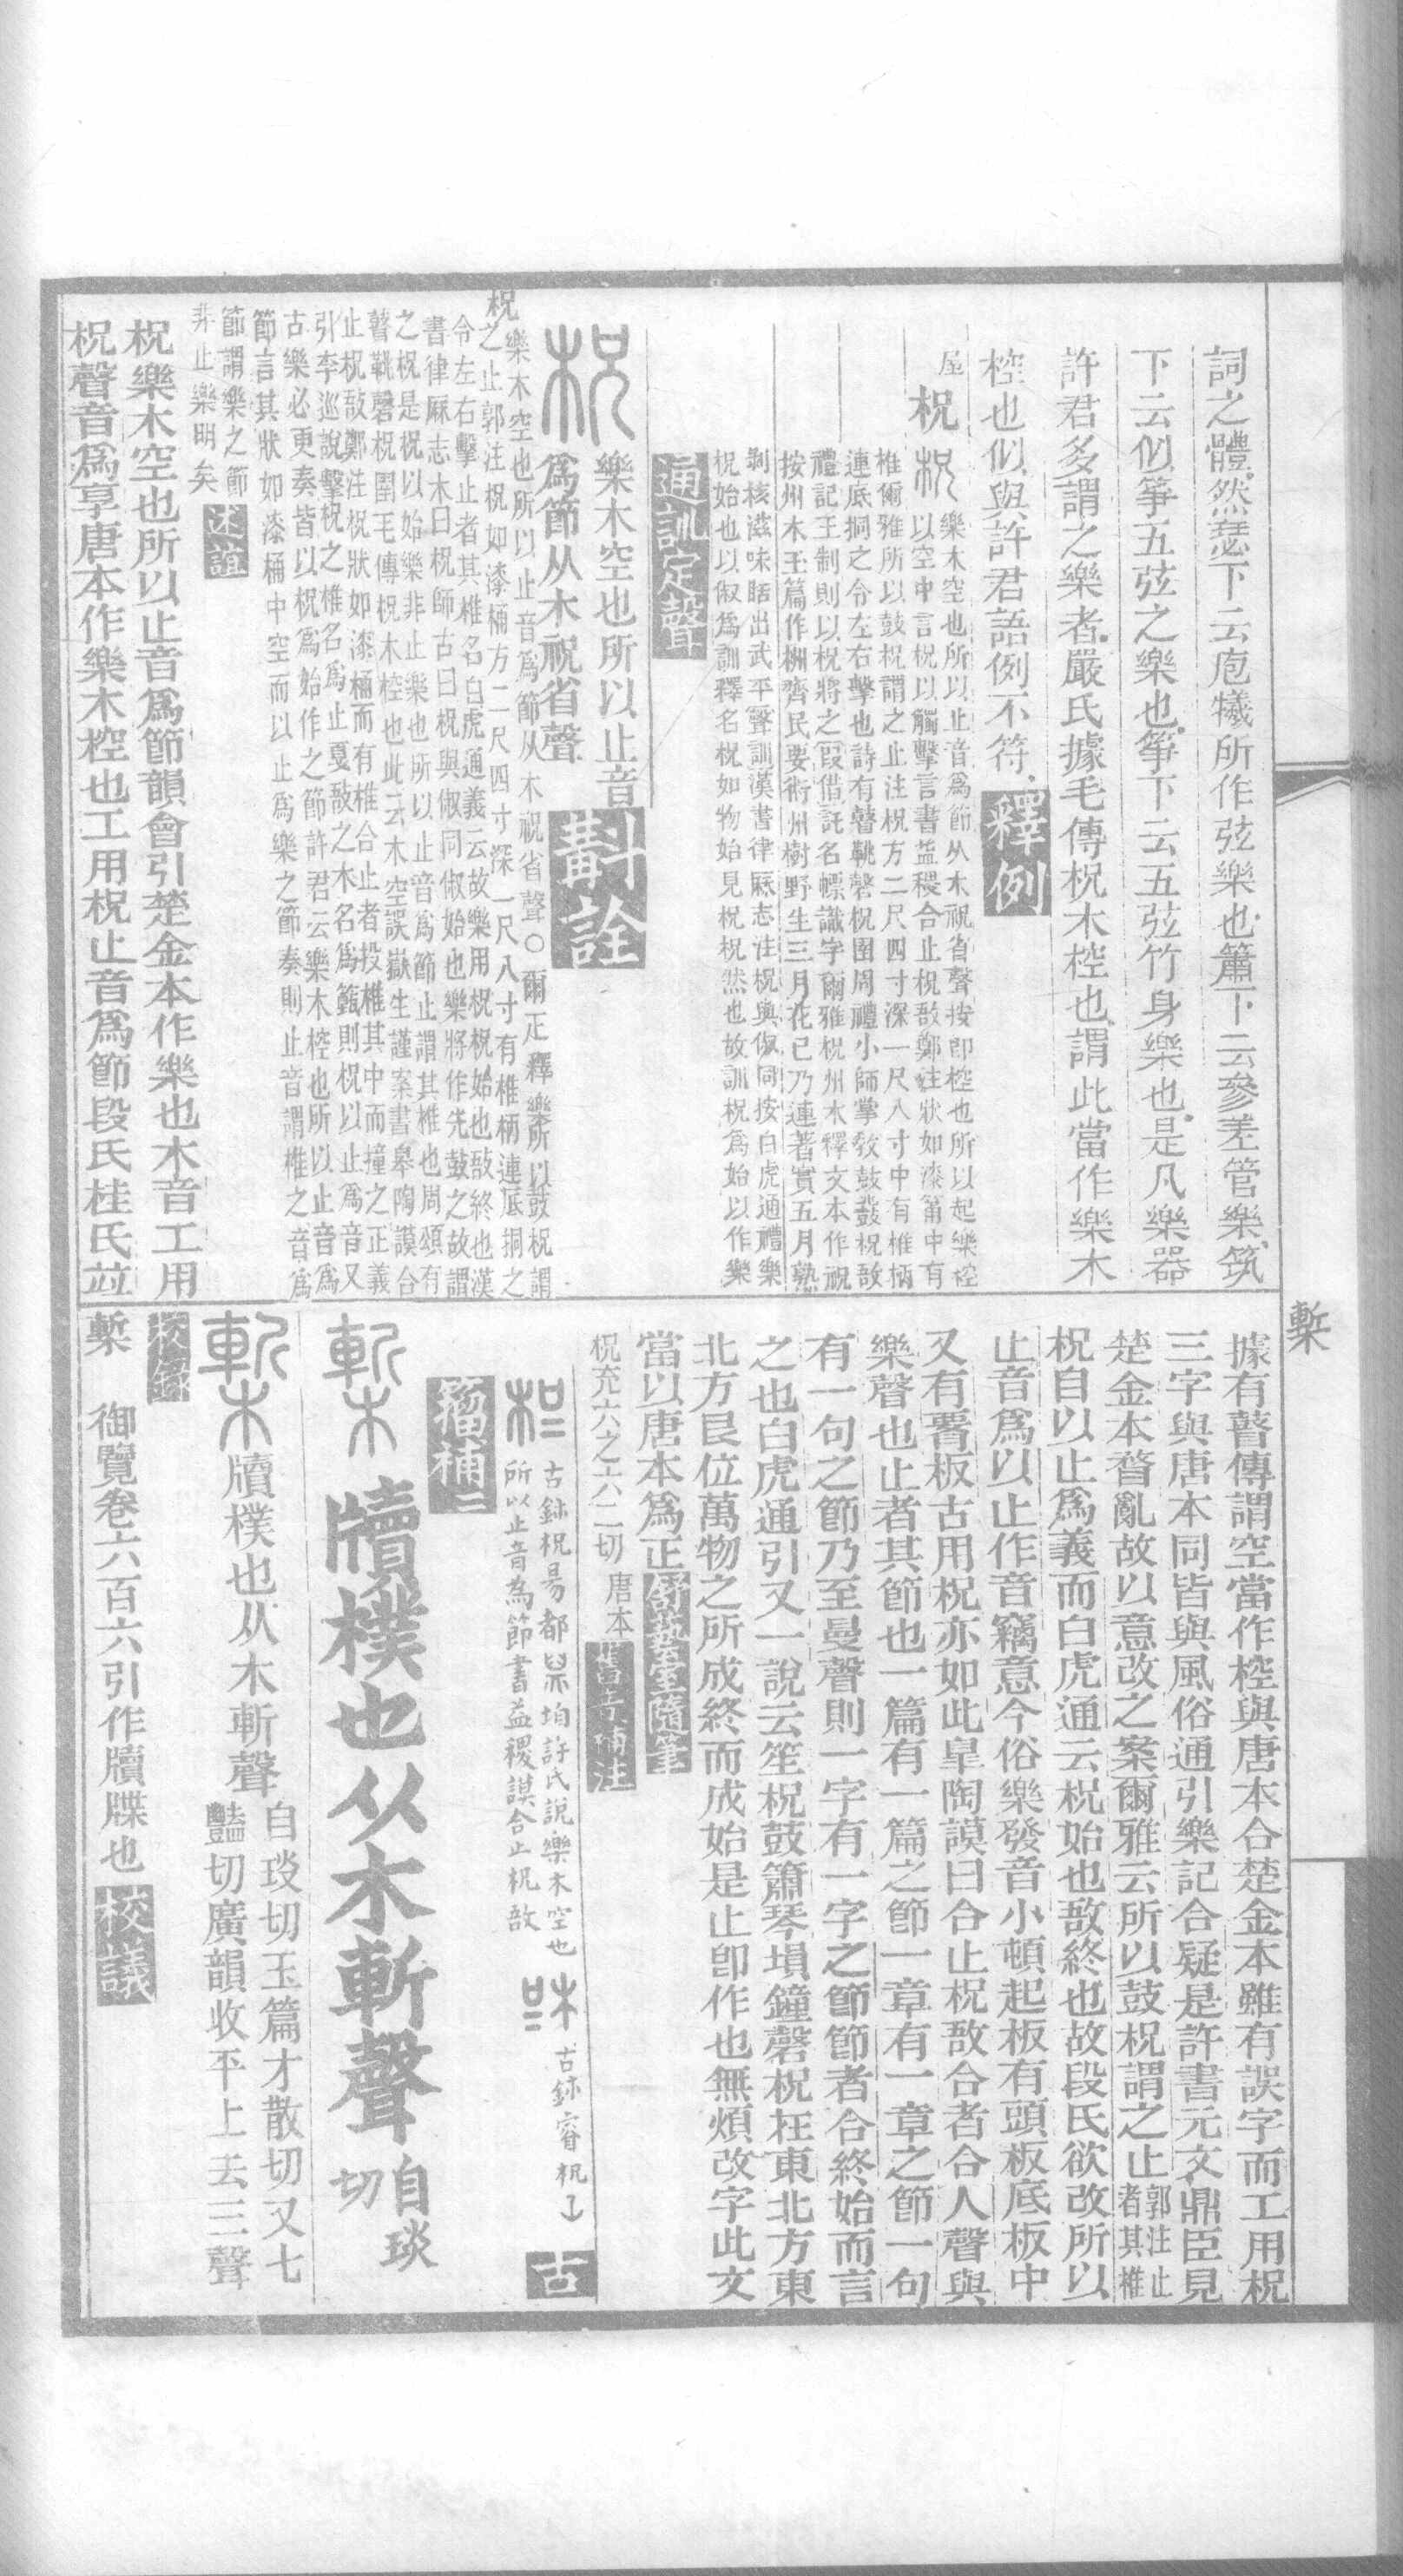 詞之體然瑟下云庖犧所作弦樂也簫下云參差管樂筑
下云似箏五弦之樂也箏下云五弦竹身樂也是凡樂器
許君多謂之樂者嚴氏據毛傳柷木椌也謂此當作樂木
椌也似與許君語例不符 釋例
屋
柷 柷
樂木空也所以止音爲節从木祝省聲按卽椌也所以起樂椌
以空中言柷以觸擊言書益稷合止柷敔鄭注狀如漆筩中有
椎爾雅所以鼓柷謂之止注柷方二尺四寸深一尺八寸中有椎柄
連底挏之令左右擊也詩有瞽鞉磬柷圉周禮小師掌敎鼓鼗柷敔
禮記王制則以柷將之叚借託名幖識字爾雅柷州木釋文本作祝
按州木玉篇作椆齊民要術州樹野生三月花已乃連著實五月熟
剝核滋味甛出武平聲訓漢書律厤志注柷與俶同按白虎通禮樂
柷始也以俶爲訓釋名柷如物始見柷柷然也故訓柷爲始以作樂
通訓定聲
柷
樂木空也所以止音
爲節从木祝省聲 斠詮
柷
樂木空也所以止音爲節从木祝省聲○爾疋釋樂所以鼓柷謂
之止郭注柷如漆桶方二尺四寸深一尺八寸有椎柄連底挏之
令左右擊止者其椎名白虎通義云故樂用柷柷始也敔終也漢
書律厤志木曰柷師古曰柷與俶同俶始也樂將作先鼓之故謂
之柷是柷以始樂非止樂也所以止音爲節止謂其椎也周頌有
瞽鞉磬柷圉毛傳柷木椌也此云木空誤嶽生謹案書皋陶謨合
止柷敔鄭注柷狀如漆桶而有椎合止者投椎其中而撞之正義
引李巡說擊柷之椎名爲止戛敔之木名爲籈則柷以止爲音又
古樂必更奏皆以柷爲始作之節許君云樂木椌也所以止音爲
節言其狀如漆桶中空而以止爲樂之節奏則止音謂椎之音爲
節謂樂之節
非止樂明矣 述誼
柷樂木空也所以止音爲節韻會引楚金本作樂也木音工用
柷聲音爲享唐本作樂木椌也工用柷止音爲節段氏桂氏竝
槧
據有瞽傳謂空當作椌與唐本合楚金本雖有誤字而工用柷
三字與唐本同皆與風俗通引樂記合疑是許書元文鼎臣見
楚金本瞀亂故以意改之案爾雅云所以鼓柷謂之止郭注止者其椎
柷自以止爲義而白虎通云柷始也敔終也故段氏欲改所以
止音爲以止作音竊意今俗樂發音小頓起板有頭板底板中
又有罯板古用柷亦如此皐陶謨曰合止柷敔合者合人聲與
樂聲也止者其節也一篇有一篇之節一章有一章之節一句
有一句之節乃至曼聲則一字有一字之節節者合終始而言
之也白虎通引又一說云笙柷鼓簫琴塤鐘磬柷在東北方東
北方艮位萬物之所成終而成始是止卽作也無煩改字此文
當以唐本爲正 舒藝室隨筆
柷充六之六二切 唐本 舊音補注
古鉨柷昜都 坸許氏說樂木空也
所以止音為節書益稷謨合止柷敔
古鉨 柷 古
籀補二
槧 牘樸也从木斬聲 自琰切
槧 牘樸也从木斬聲
自琰切玉篇才敢切又七
豔切廣韻收平上去三聲
校錄
槧 御覽卷六百六引作牘牒也 校議